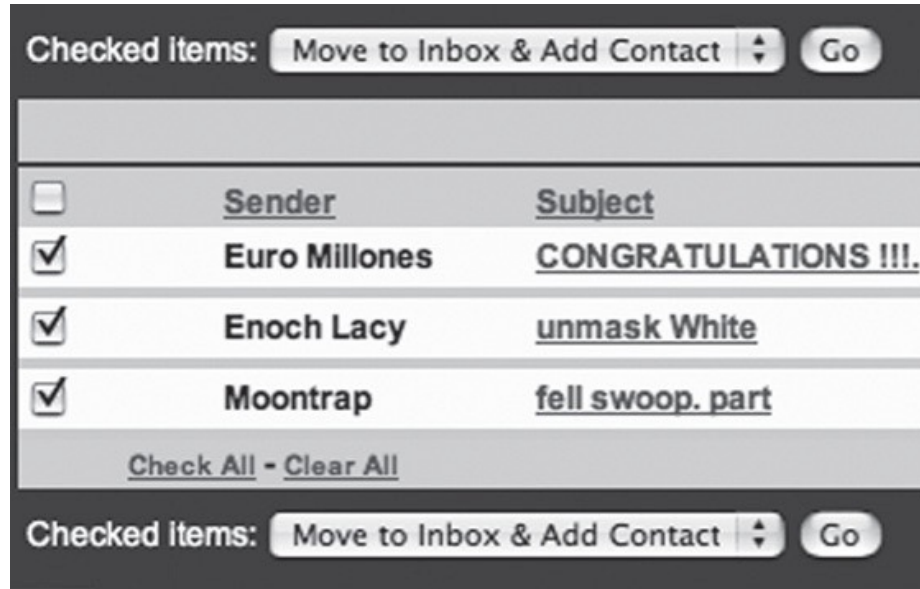 Checked items: Move to Inbox & Add Contact Go
Sender Subject
Euro Millones CONGRATULATIONS !!!.
Enoch Lacy unmask White
Moontrap fell swoop. part
Check All - Clear All
Checked items: Move to Inbox & Add Contact Go